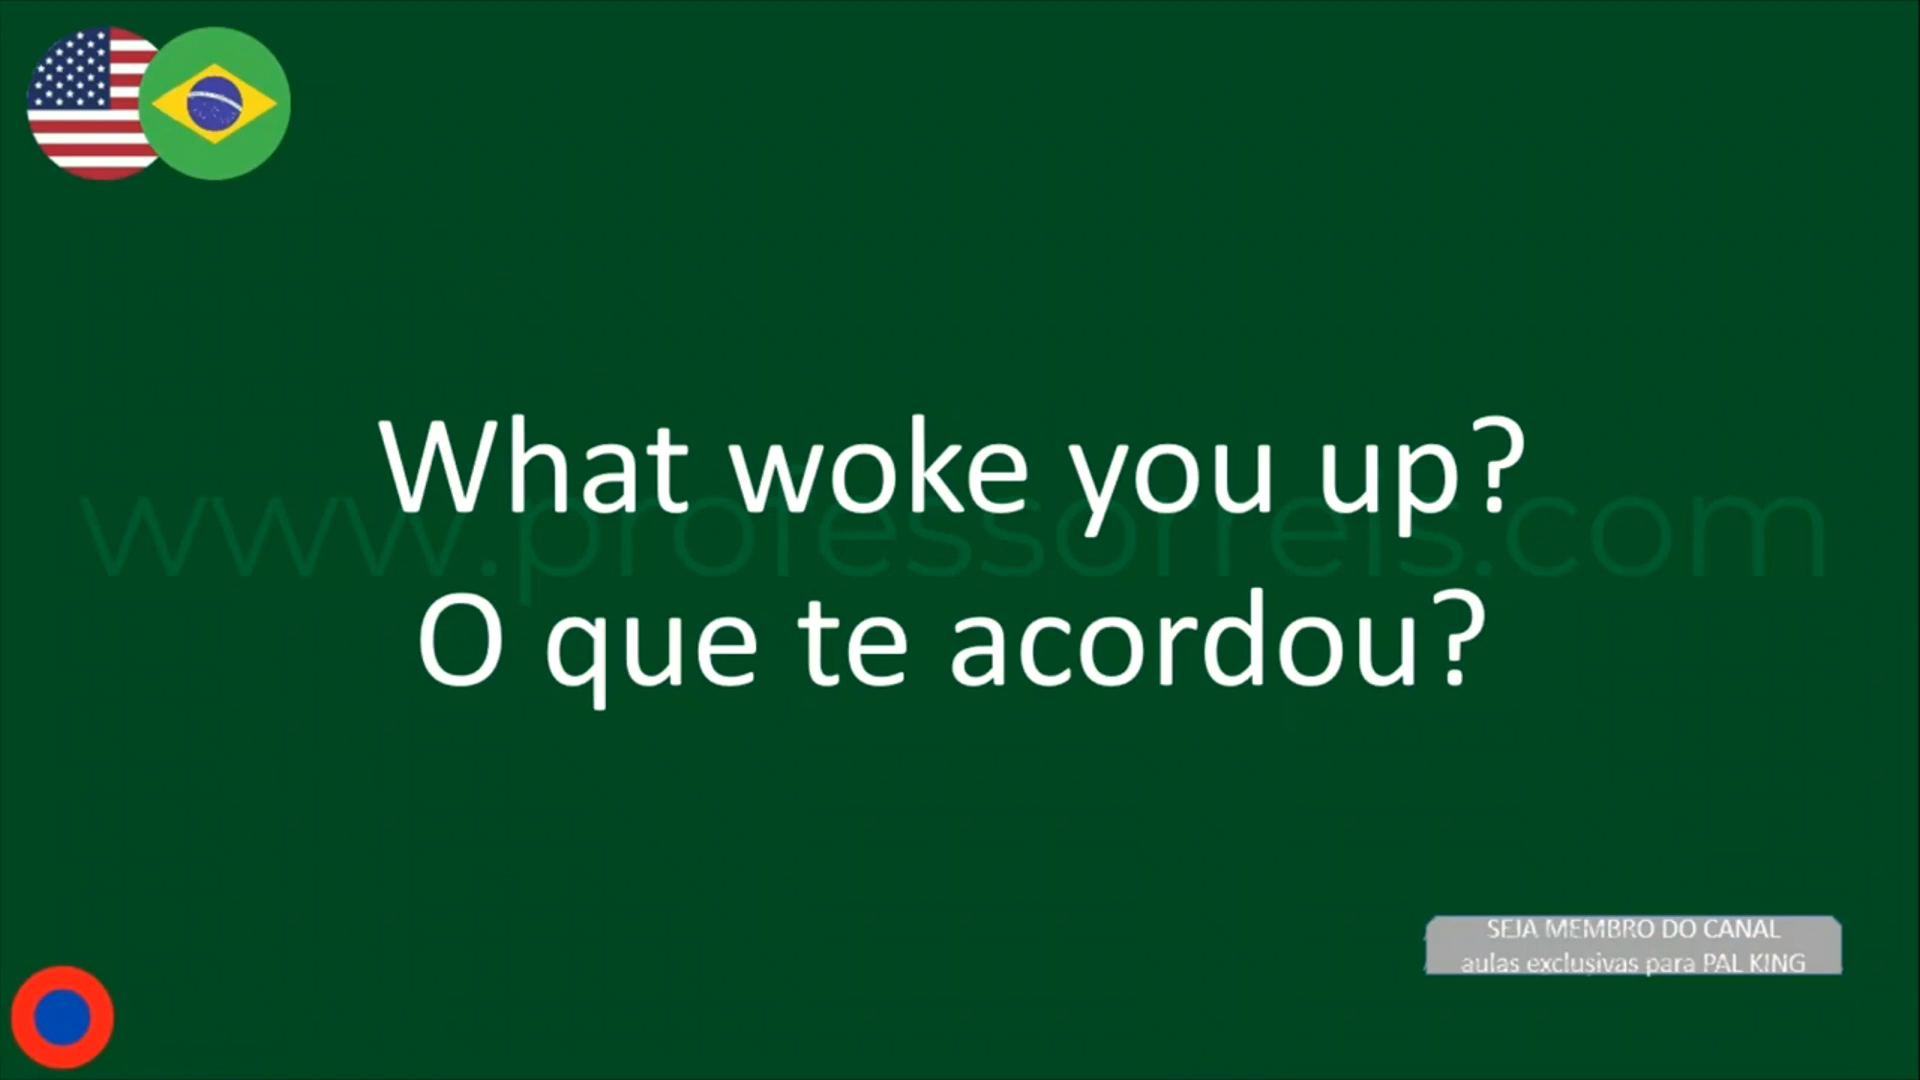 What woke you up?
www.professorreis.com
O que te acordou?
SEJA MEMBRO DO CANAL
aulas exclusivas para PAL KING